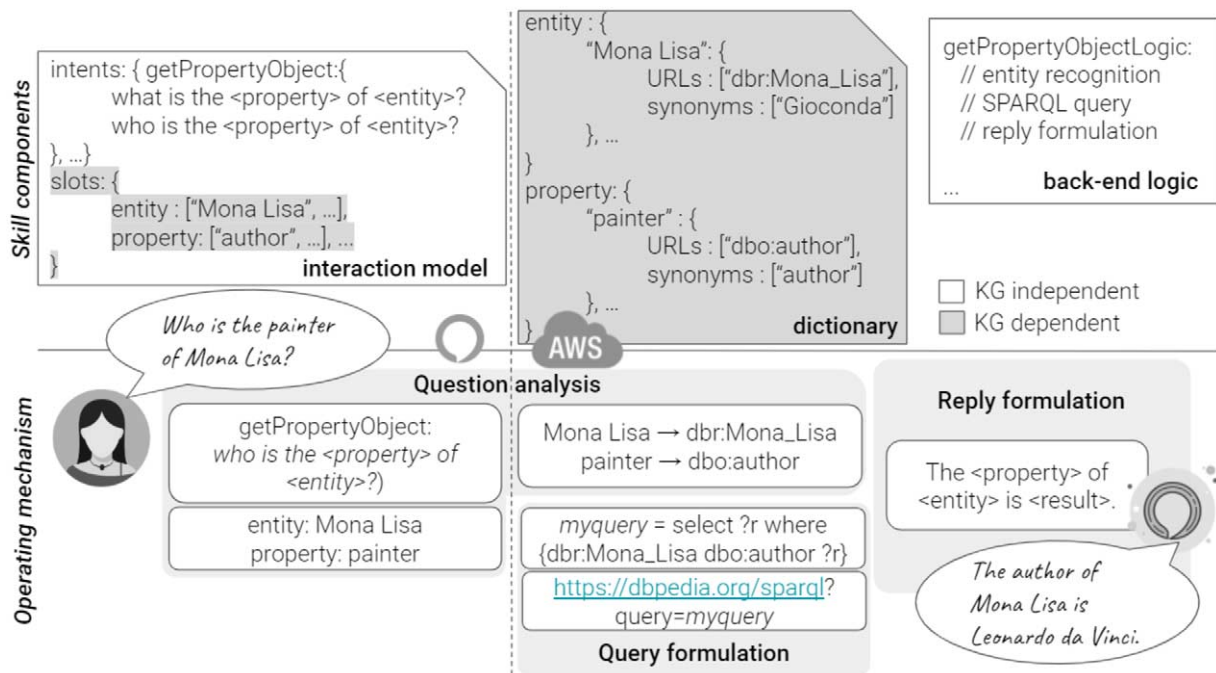 Skill components
intents: { getPropertyObject:{
what is the <property> of <entity>?
who is the <property> of <entity>?
}, ...}
slots: {
entity : ["Mona Lisa", ...],
property: ["author", ...], ...
}
interaction model
entity : {
"Mona Lisa": {
URLs : ["dbr:Mona_Lisa"],
synonyms : ["Gioconda"]
}, ...
}
property: {
"painter" : {
URLs : ["dbo:author"],
synonyms : ["author"]
}, ...
}
dictionary
getPropertyObjectLogic:
// entity recognition
// SPARQL query
// reply formulation
...
back-end logic
KG independent
KG dependent
AWS
Operating mechanism
Who is the painter
of Mona Lisa?
Question analysis
getPropertyObject:
who is the <property> of
<entity>?)
entity: Mona Lisa
property: painter
Mona Lisa → dbr:Mona_Lisa
painter → dbo:author
myquery = select ?r where
{dbr:Mona_Lisa dbo:author ?r}
https://dbpedia.org/sparql?
query=myquery
Query formulation
Reply formulation
The <property> of
<entity> is <result>.
The author of
Mona Lisa is
Leonardo da Vinci.